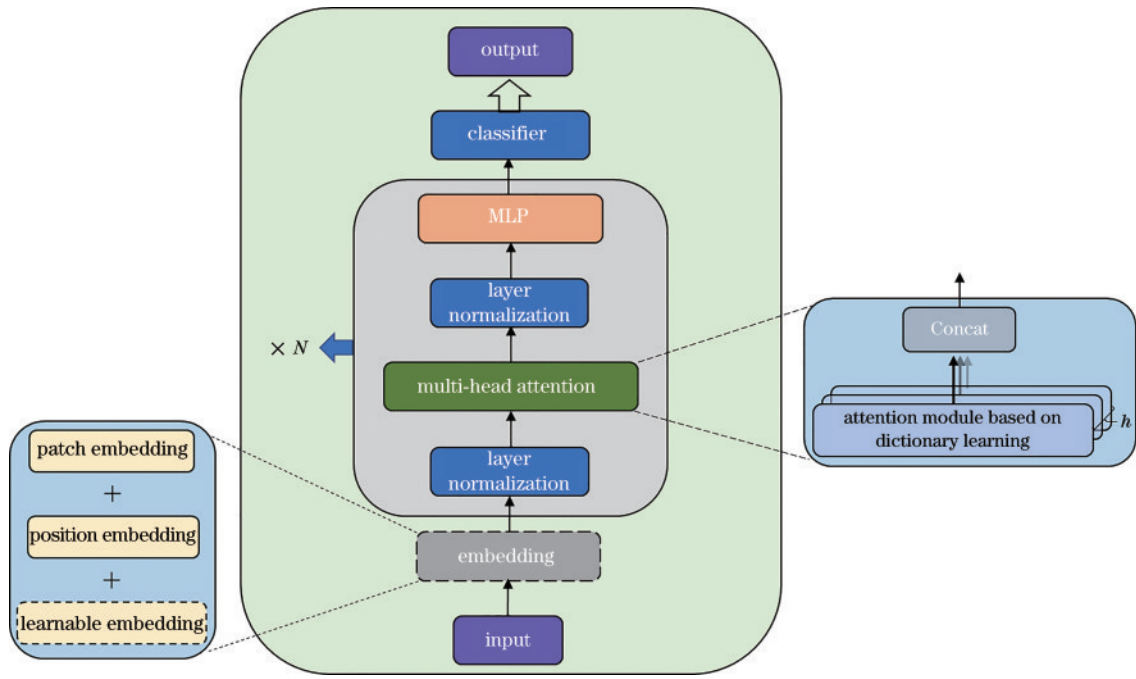 output
classifier
MLP
layer
normalization
× N
multi-head attention
layer
normalization
embedding
input
patch embedding
+
position embedding
+
learnable embedding
Concat
attention module based on
dictionary learning
h